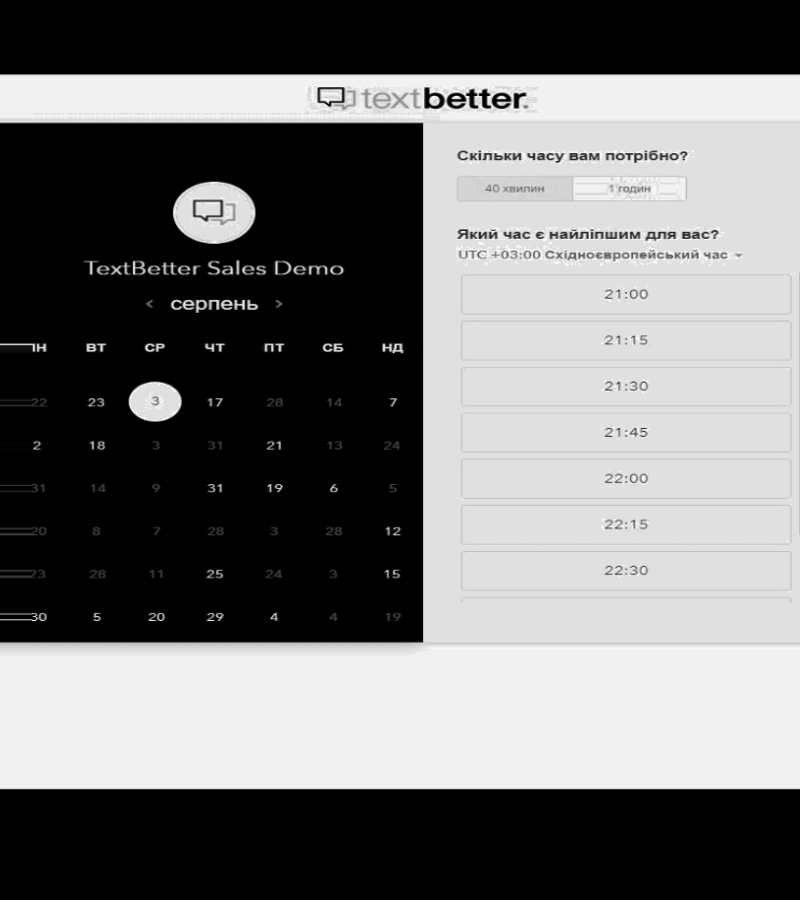 textbetter.
TextBetter Sales Demo
< серпень >
ПН ВТ СР ЧТ ПТ СБ НД
22 23 3 17 28 14 7
2 18 3 31 21 13 24
31 14 9 31 19 6 5
20 8 7 28 3 28 12
23 28 11 25 24 3 15
30 5 20 29 4 4 19
Скільки часу вам потрібно?
40 хвилин 1 годин
Який час є найліпшим для вас?
UTC +03:00 Східноєвропейський час
21:00
21:15
21:30
21:45
22:00
22:15
22:30